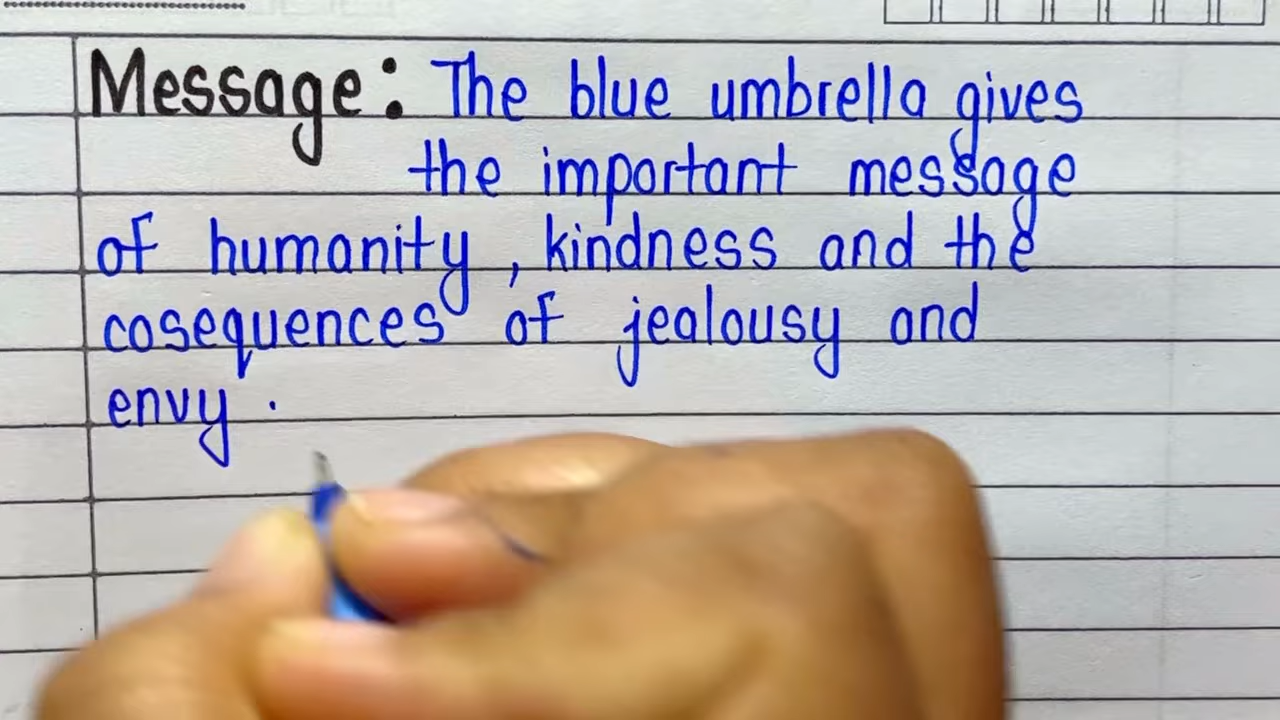 Message: The blue umbrella gives
the important message
of humanity, kindness and the
cosequences of jealousy and
envy.